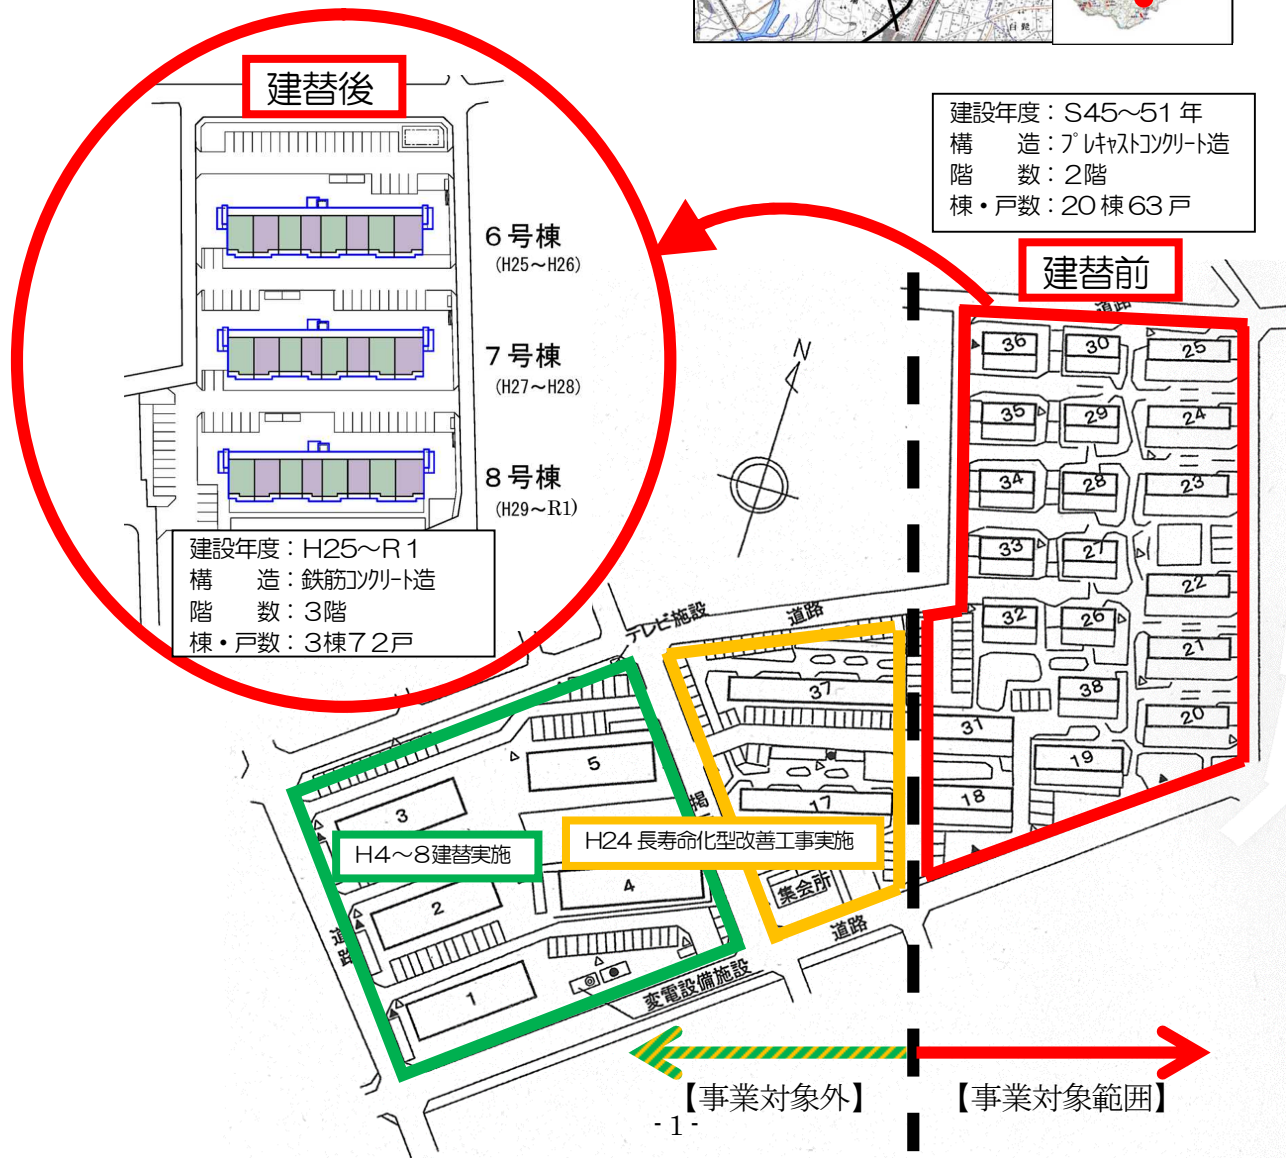 白髭
建替後
建設年度：S45～51年
構　　造：プレキャストコンクリート造
階　　数：2階
棟・戸数：20棟63戸
建替前
6号棟
(H25～H26)
7号棟
(H27～H28)
8号棟
(H29～R1)
建設年度：H25～R1
構　　造：鉄筋コンクリート造
階　　数：3階
棟・戸数：3棟72戸
N
道路
36
30
25
35
29
24
34
28
23
33
27
22
32
26
21
38
20
31
19
18
テレビ施設
道路
37
17
集会所
道路
H24 長寿命化型改善工事実施
5
3
掲
H4～8建替実施
4
2
道路
1
変電設備施設
【事業対象外】
【事業対象範囲】
- 1 -